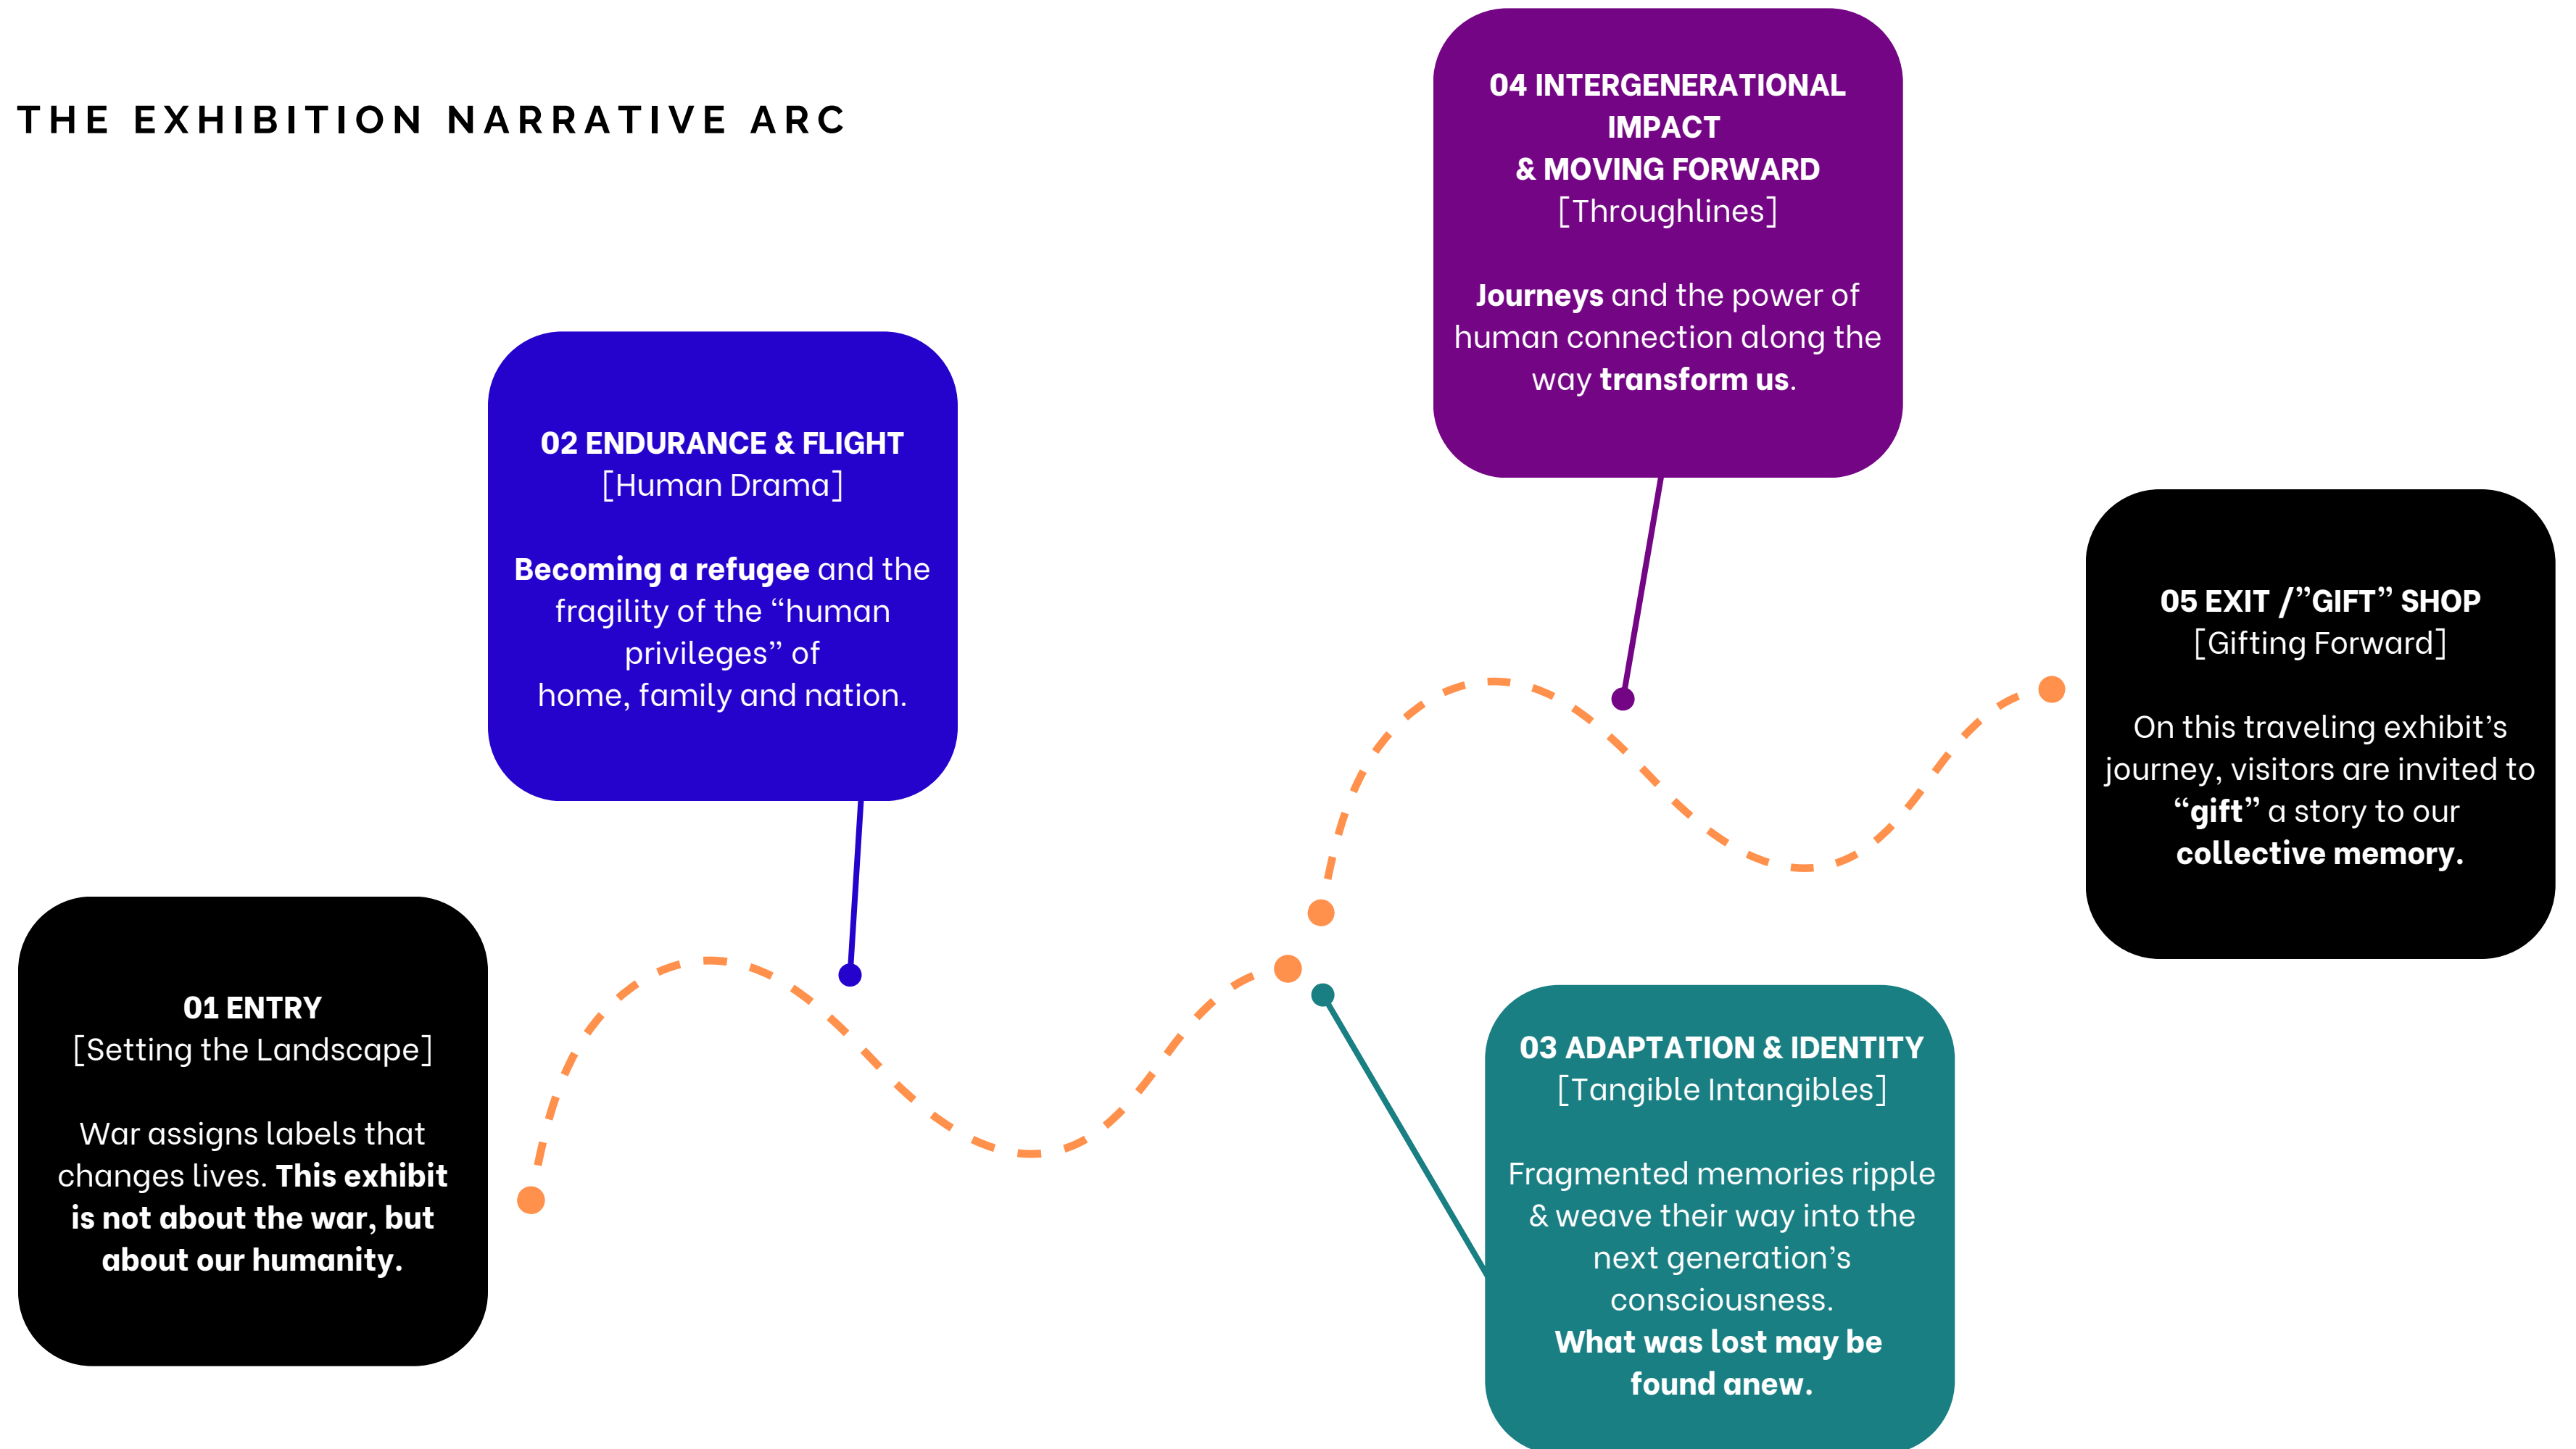 THE EXHIBITION NARRATIVE ARC
01 ENTRY
[Setting the Landscape]
War assigns labels that
changes lives. This exhibit
is not about the war, but
about our humanity.
02 ENDURANCE & FLIGHT
[Human Drama]
Becoming a refugee and the
fragility of the “human
privileges” of
home, family and nation.
03 ADAPTATION & IDENTITY
[Tangible Intangibles]
Fragmented memories ripple
& weave their way into the
next generation’s
consciousness.
What was lost may be
found anew.
04 INTERGENERATIONAL
IMPACT
& MOVING FORWARD
[Throughlines]
Journeys and the power of
human connection along the
way transform us.
05 EXIT /”GIFT” SHOP
[Gifting Forward]
On this traveling exhibit’s
journey, visitors are invited to
“gift” a story to our
collective memory.